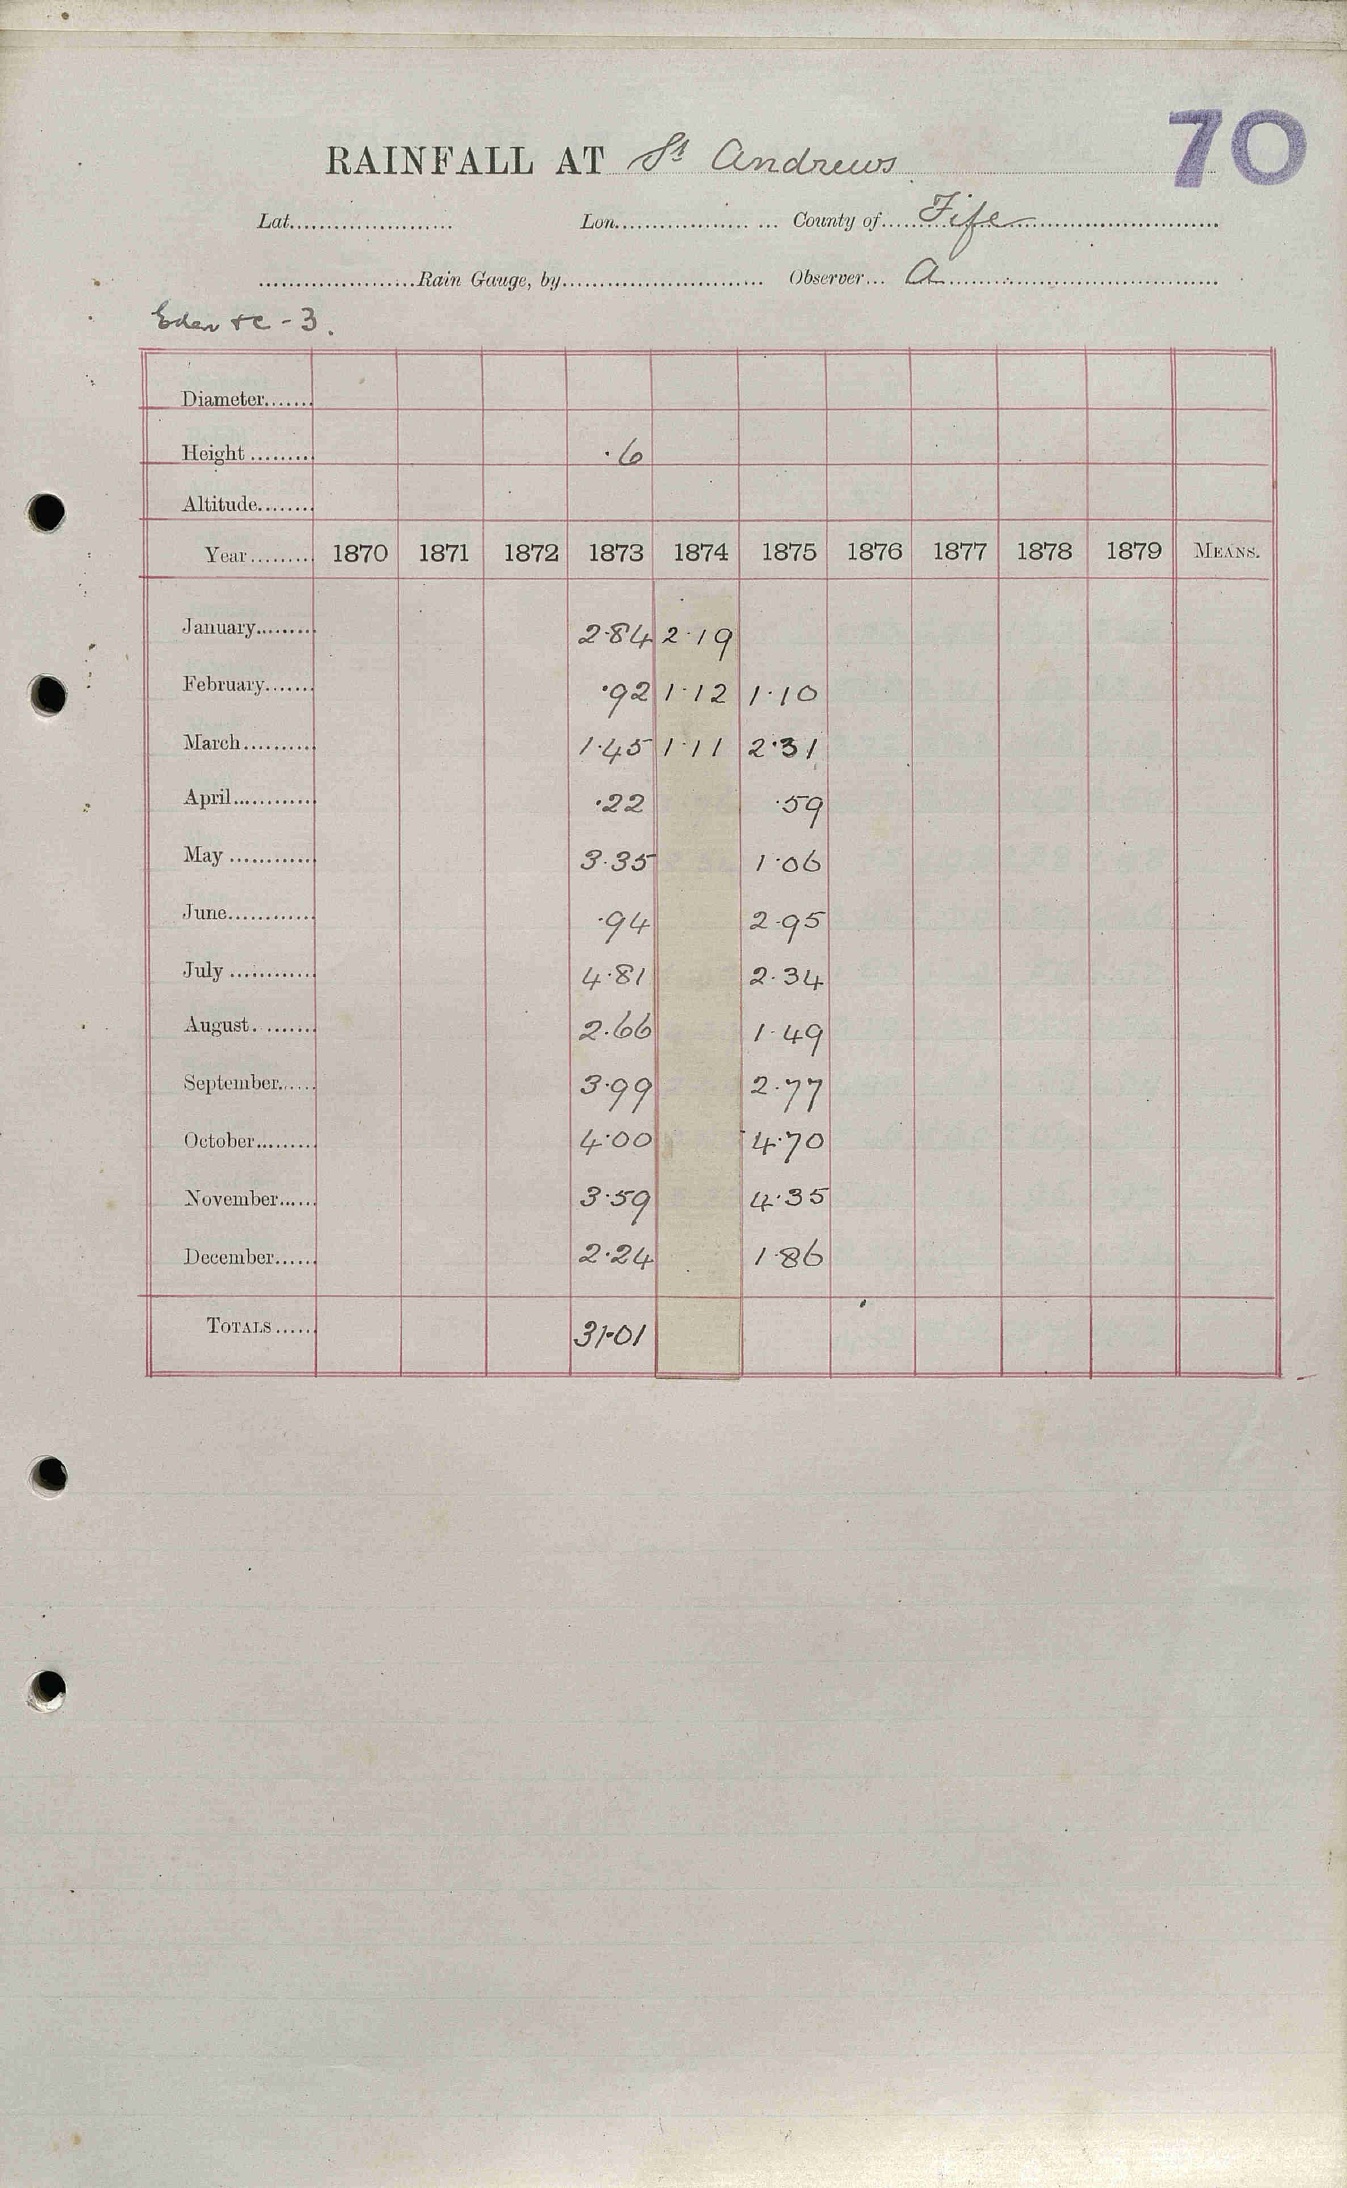 70
RAINFALL AT St Andrews
Lat. Lon. County of Fife
Rain Gauge, by Observer A
Eden &c - 3.
Diameter
Height ·6
Altitude
Year 1870 1871 1872 1873 1874 1875 1876 1877 1878 1879 MEANS.
January 2·84 2·19
February ·92 1·12 1·10
March 1·45 1·11 2·31
April ·22 ·59
May 3·35 1·06
June ·94 2·95
July 4·81 2·34
August 2·66 1·49
September 3·99 2·77
October 4·00 4·70
November 3·59 4·35
December 2·24 1·86
TOTALS 31·01